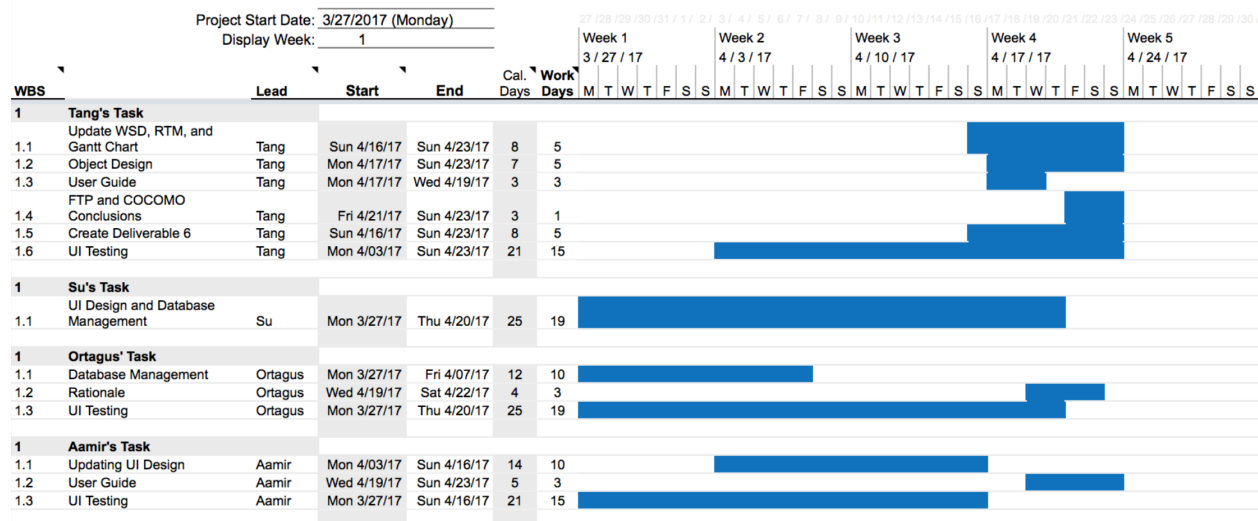 Project Start Date: 3/27/2017 (Monday) 27 /28 /29 /30 /31 / 1 / 2 / 3 / 4 / 5 / 6 / 7 / 8 / 9 /10 /11 /12 /13 /14 /15 /16 /17 /18 /19 /20 /21 /22 /23 /24 /25 /26 /27 /28 /29 /30
Display Week: 1 Week 1 Week 2 Week 3 Week 4 Week 5
3 / 27 / 17 4 / 3 / 17 4 / 10 / 17 4 / 17 / 17 4 / 24 / 17
Cal. Work
WBS Lead Start End Days Days M T W T F S S M T W T F S S M T W T F S S M T W T F S S M T W T F S S
1 Tang's Task
Update WSD, RTM, and
1.1 Gantt Chart Tang Sun 4/16/17 Sun 4/23/17 8 5
1.2 Object Design Tang Mon 4/17/17 Sun 4/23/17 7 5
1.3 User Guide Tang Mon 4/17/17 Wed 4/19/17 3 3
FTP and COCOMO
1.4 Conclusions Tang Fri 4/21/17 Sun 4/23/17 3 1
1.5 Create Deliverable 6 Tang Sun 4/16/17 Sun 4/23/17 8 5
1.6 UI Testing Tang Mon 4/03/17 Sun 4/23/17 21 15
1 Su's Task
UI Design and Database
1.1 Management Su Mon 3/27/17 Thu 4/20/17 25 19
1 Ortagus' Task
1.1 Database Management Ortagus Mon 3/27/17 Fri 4/07/17 12 10
1.2 Rationale Ortagus Wed 4/19/17 Sat 4/22/17 4 3
1.3 UI Testing Ortagus Mon 3/27/17 Thu 4/20/17 25 19
1 Aamir's Task
1.1 Updating UI Design Aamir Mon 4/03/17 Sun 4/16/17 14 10
1.2 User Guide Aamir Wed 4/19/17 Sun 4/23/17 5 3
1.3 UI Testing Aamir Mon 3/27/17 Sun 4/16/17 21 15